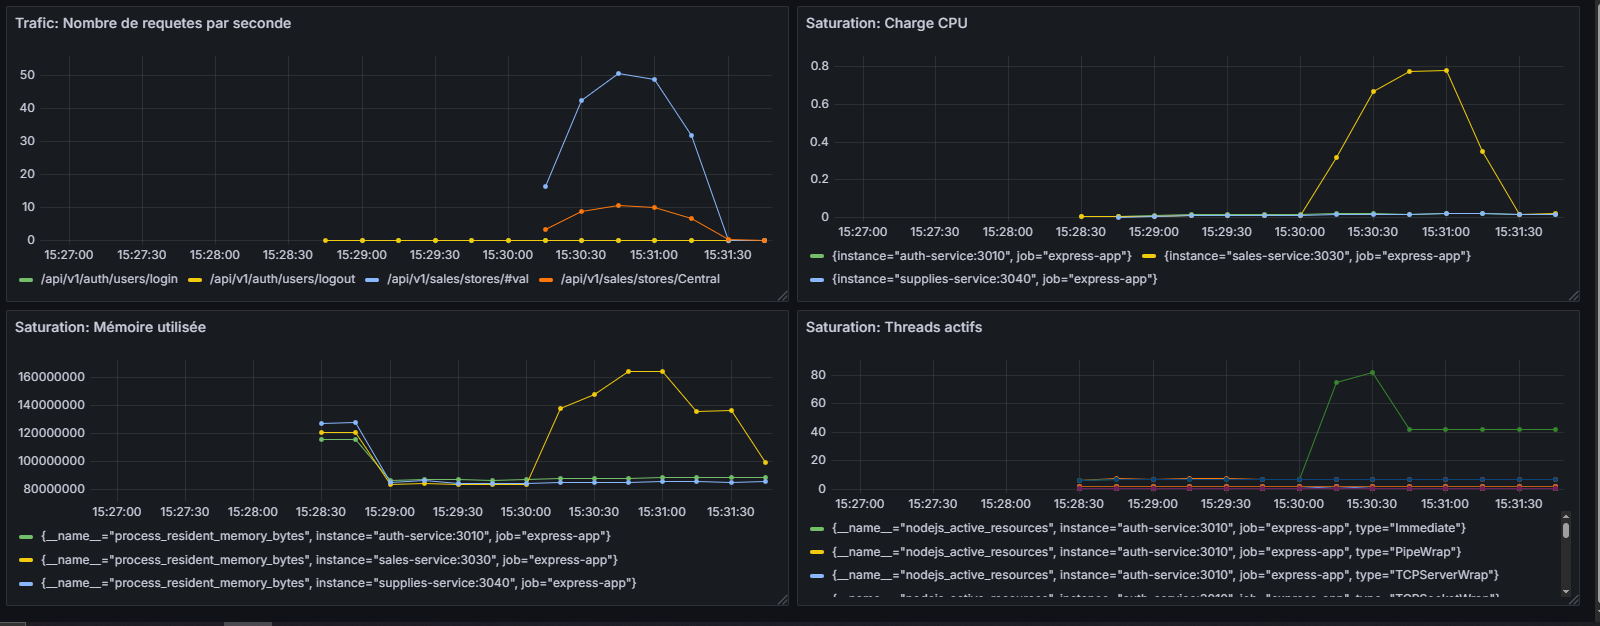 Trafic: Nombre de requetes par seconde
50
40
30
20
10
0
15:27:00 15:27:30 15:28:00 15:28:30 15:29:00 15:29:30 15:30:00 15:30:30 15:31:00 15:31:30
/api/v1/auth/users/login /api/v1/auth/users/logout /api/v1/sales/stores/#val /api/v1/sales/stores/Central
Saturation: Charge CPU
0.8
0.6
0.4
0.2
0
15:27:00 15:27:30 15:28:00 15:28:30 15:29:00 15:29:30 15:30:00 15:30:30 15:31:00 15:31:30
{instance="auth-service:3010", job="express-app"} {instance="sales-service:3030", job="express-app"}
{instance="supplies-service:3040", job="express-app"}
Saturation: Mémoire utilisée
160000000
140000000
120000000
100000000
80000000
15:27:00 15:27:30 15:28:00 15:28:30 15:29:00 15:29:30 15:30:00 15:30:30 15:31:00 15:31:30
{__name__="process_resident_memory_bytes", instance="auth-service:3010", job="express-app"}
{__name__="process_resident_memory_bytes", instance="sales-service:3030", job="express-app"}
{__name__="process_resident_memory_bytes", instance="supplies-service:3040", job="express-app"}
Saturation: Threads actifs
80
60
40
20
0
15:27:00 15:27:30 15:28:00 15:28:30 15:29:00 15:29:30 15:30:00 15:30:30 15:31:00 15:31:30
{__name__="nodejs_active_resources", instance="auth-service:3010", job="express-app", type="Immediate"}
{__name__="nodejs_active_resources", instance="auth-service:3010", job="express-app", type="PipeWrap"}
{__name__="nodejs_active_resources", instance="auth-service:3010", job="express-app", type="TCPServerWrap"}